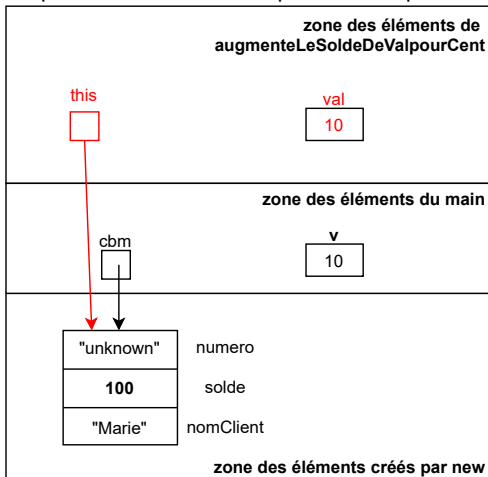 zone des éléments de
augmenteLeSoldeDeValpourCent
this
val
10
zone des éléments du main
cbm
v
10
"unknown" numero
100 solde
"Marie" nomClient
zone des éléments créés par new